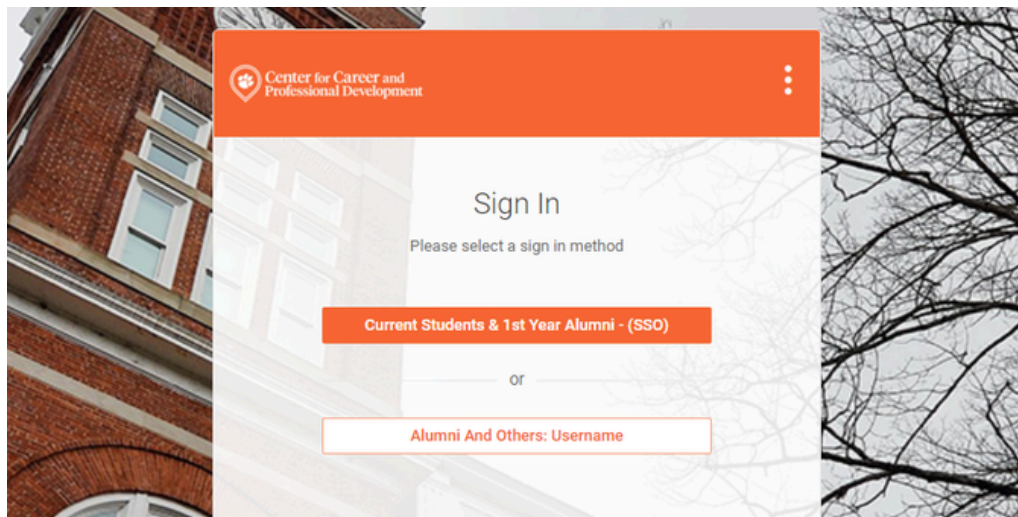 Center for Career and
Professional Development
Sign In
Please select a sign in method
Current Students & 1st Year Alumni - (SSO)
or
Alumni And Others: Username